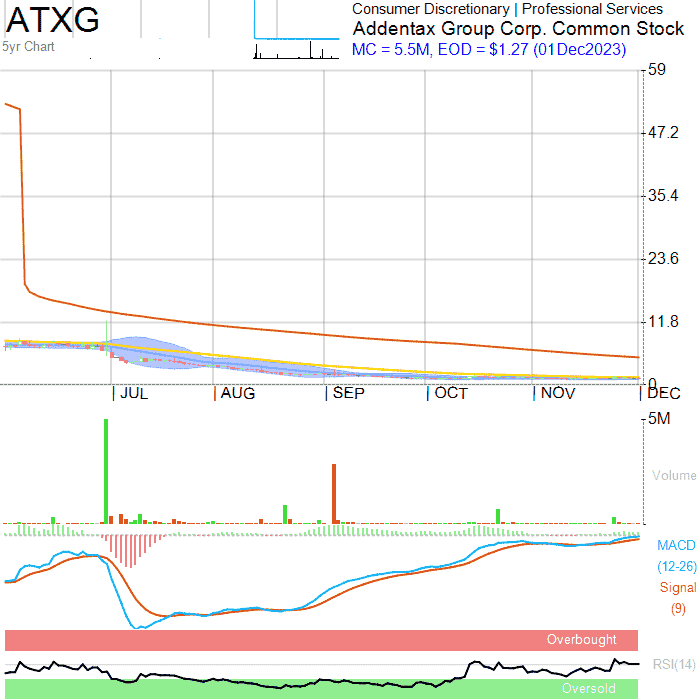 ATXG
5yr Chart
Consumer Discretionary | Professional Services
Addentax Group Corp. Common Stock
MC = 5.5M, EOD = $1.27 (01Dec2023)
59
47.2
35.4
23.6
11.8
0
JUL AUG SEP OCT NOV DEC
5M
Volume
MACD
(12-26)
Signal
(9)
Overbought
RSI(14)
Oversold